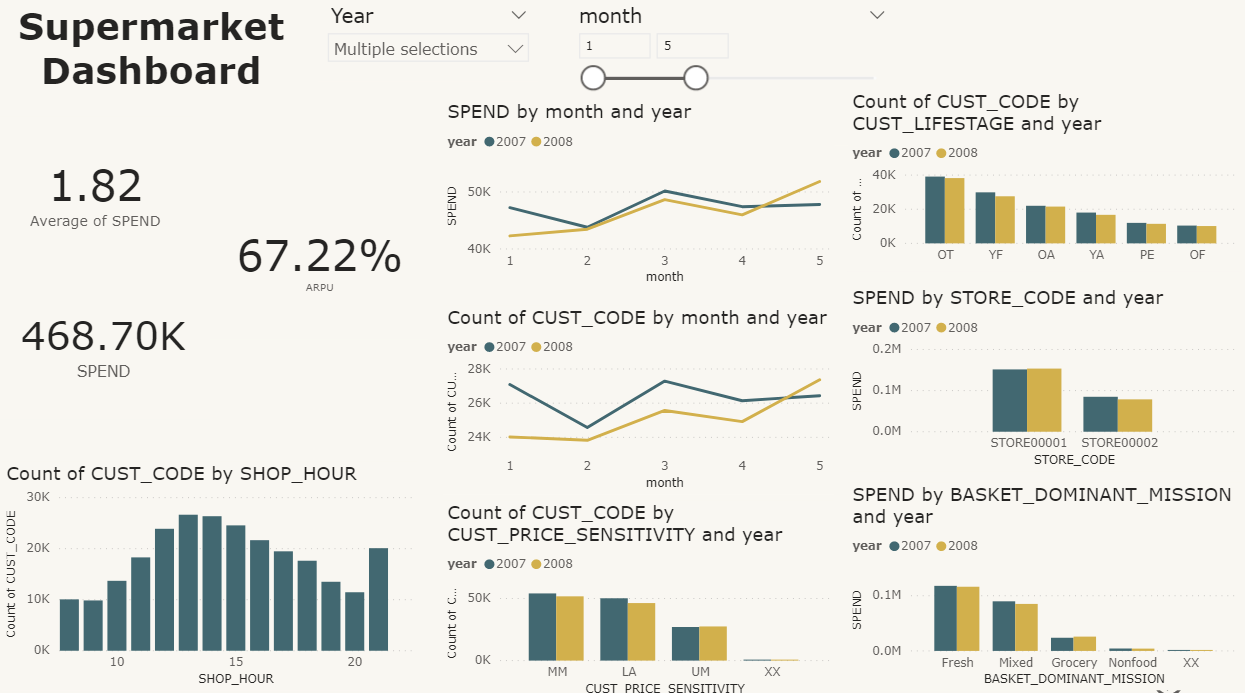 Supermarket
Dashboard
Year
Multiple selections
month
1 5
1.82
Average of SPEND
67.22%
ARPU
468.70K
SPEND
Count of CUST_CODE by SHOP_HOUR
30K
20K
10K
0K
Count of CUST_CODE
10 15 20
SHOP_HOUR
SPEND by month and year
year 2007 2008
50K
40K
SPEND
1 2 3 4 5
month
Count of CUST_CODE by month and year
year 2007 2008
28K
26K
24K
Count of CU...
1 2 3 4 5
month
Count of CUST_CODE by
CUST_PRICE_SENSITIVITY and year
year 2007 2008
50K
0K
Count of C...
MM LA UM XX
CUST_PRICE_SENSITIVITY
Count of CUST_CODE by
CUST_LIFESTAGE and year
year 2007 2008
40K
20K
0K
Count of ...
OT YF OA YA PE OF
SPEND by STORE_CODE and year
year 2007 2008
0.2M
0.1M
0.0M
SPEND
STORE00001 STORE00002
STORE_CODE
SPEND by BASKET_DOMINANT_MISSION
and year
year 2007 2008
0.1M
0.0M
SPEND
Fresh Mixed Grocery Nonfood XX
BASKET_DOMINANT_MISSION